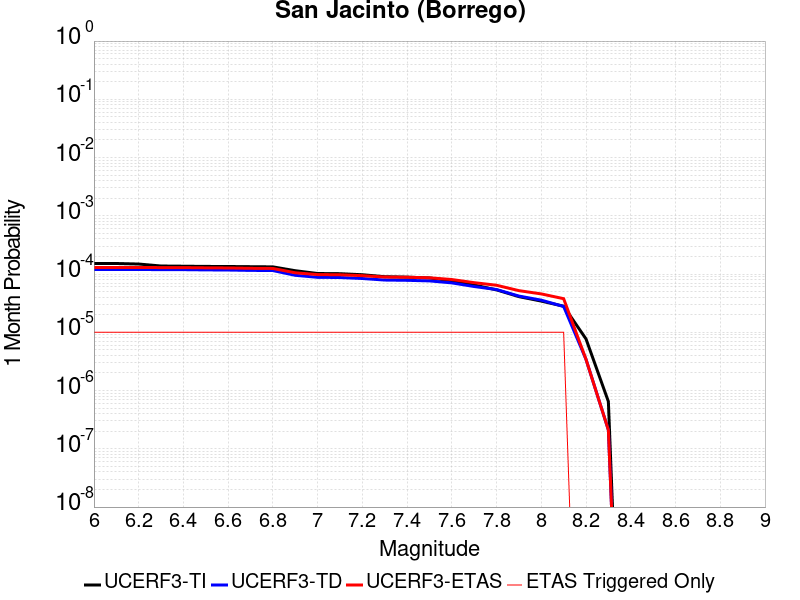 San Jacinto (Borrego)
10^0
10^-1
10^-2
10^-3
10^-4
10^-5
10^-6
10^-7
10^-8
1 Month Probability
6 6.2 6.4 6.6 6.8 7 7.2 7.4 7.6 7.8 8 8.2 8.4 8.6 8.8 9
Magnitude
UCERF3-TI UCERF3-TD UCERF3-ETAS ETAS Triggered Only